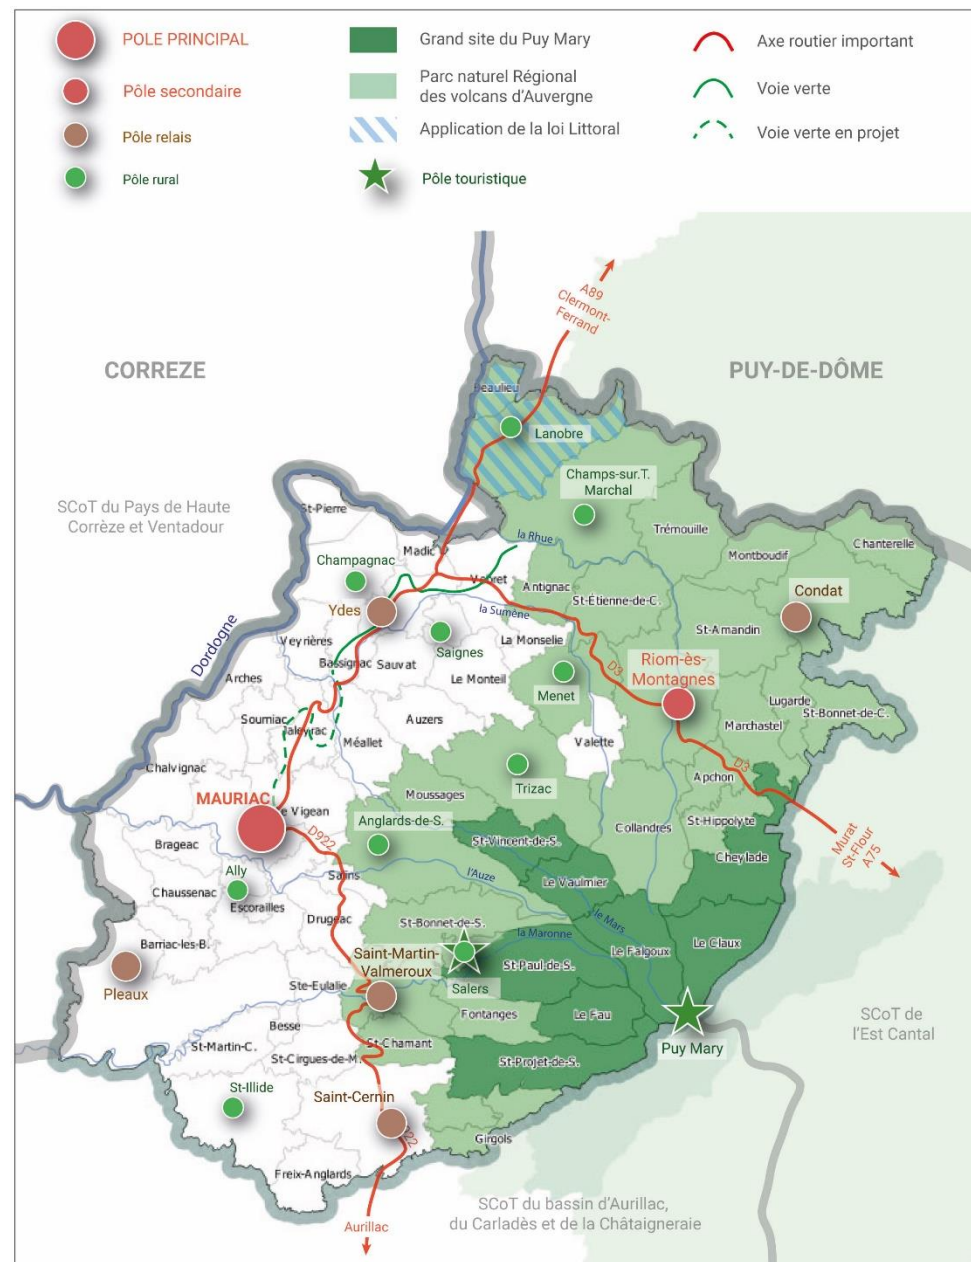 POLE PRINCIPAL
Pôle secondaire
Pôle relais
Pôle rural
Grand site du Puy Mary
Parc naturel Régional
des volcans d'Auvergne
Application de la loi Littoral
Pôle touristique
Axe routier important
Voie verte
Voie verte en projet
A89
Clermont-
Ferrand
CORREZE
PUY-DE-DÔME
Beaulieu
Lanobre
SCoT du Pays de Haute
Corrèze et Ventadour
Champs-sur.T.
Marchal
St-Pierre
Trémouille
la Rhue
Chanterelle
Madic
Montboudif
Champagnac
Vebret
Antignac
Condat
St-Étienne-de-C.
Ydes
la Sumène
St-Amandin
Dordogne
Veyrières
Saignes
La Monselie
Bassignac
Sauvat
D3
Riom-ès-
Montagnes
Arches
Le Monteil
Menet
Lugarde
St-Bonnet-de-C.
Sourniac
Jaleyrac
Auzers
Marchastel
Méallet
Valette
Chalvignac
Trizac
D3
Apchon
MAURIAC
Le Vigean
Moussages
D922
Anglards-de-S.
St-Hippolyte
Murat
St-Flour
A75
Brageac
St-Vincent-de-S.
Collandres
Cheylade
Ally
Salins
l'Auze
Le Vaulmier
Chaussenac
Escorailles
Drugeac
St-Bonnet-de-S.
le Mars
la Maronne
Barriac-les-B.
Saint-Martin-
Valmeroux
Le Falgoux
Le Claux
St-Paul-de-S.
Pleaux
Ste-Eulalie
Salers
Fontanges
Le Fau
SCoT de
l'Est Cantal
Besse
St-Martin-C.
St-Chamant
Puy Mary
St-Cirgues-de-M.
St-Projet-de-S.
St-Illide
Saint-Cernin
Girgols
Freix-Anglards
SCoT du bassin d'Aurillac,
du Carladès et de la Châtaigneraie
Aurillac